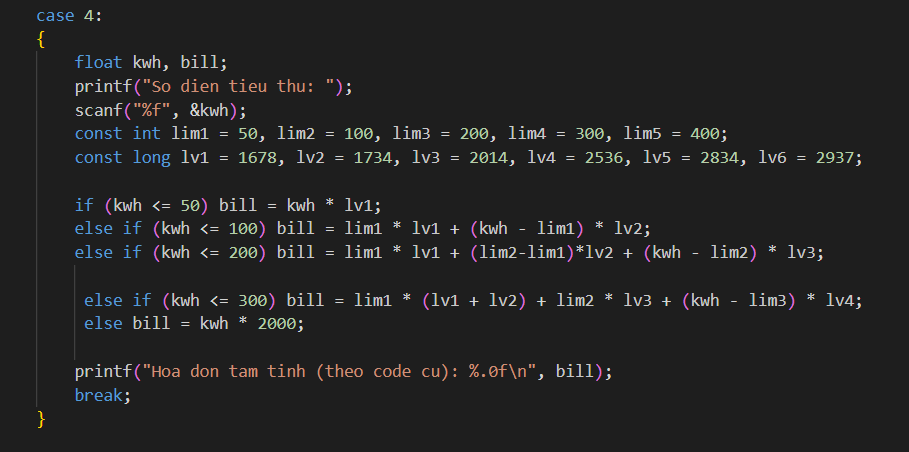 case 4:
{
float kwh, bill;
printf("So dien tieu thu: ");
scanf("%f", &kwh);
const int lim1 = 50, lim2 = 100, lim3 = 200, lim4 = 300, lim5 = 400;
const long lv1 = 1678, lv2 = 1734, lv3 = 2014, lv4 = 2536, lv5 = 2834, lv6 = 2937;
if (kwh <= 50) bill = kwh * lv1;
else if (kwh <= 100) bill = lim1 * lv1 + (kwh - lim1) * lv2;
else if (kwh <= 200) bill = lim1 * lv1 + (lim2-lim1)*lv2 + (kwh - lim2) * lv3;
else if (kwh <= 300) bill = lim1 * (lv1 + lv2) + lim2 * lv3 + (kwh - lim3) * lv4;
else bill = kwh * 2000;
printf("Hoa don tam tinh (theo code cu): %.0f\n", bill);
break;
}